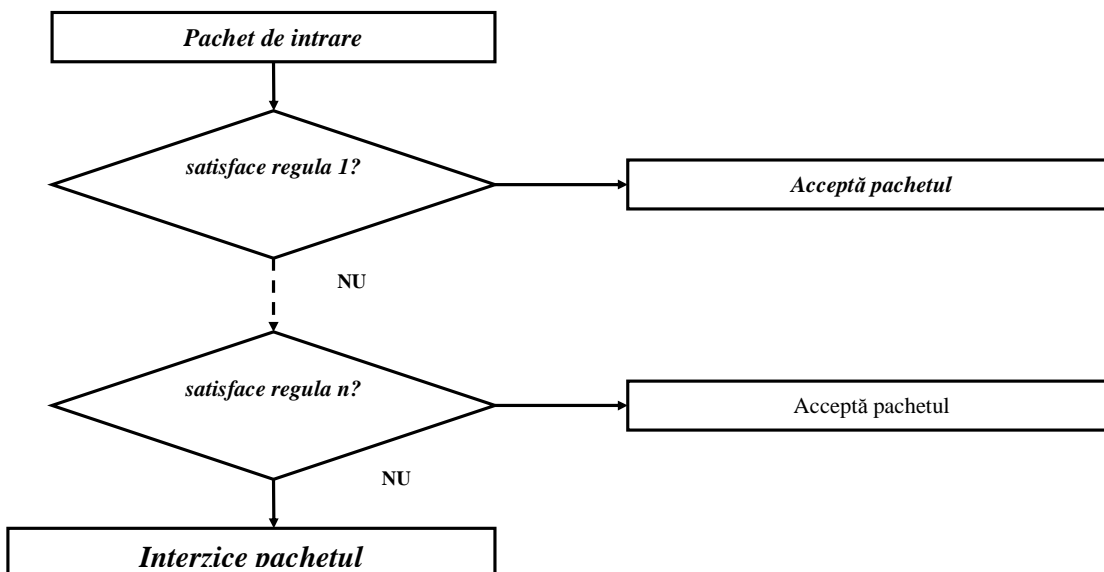 Pachet de intrare
satisface regula 1?
Acceptă pachetul
NU
satisface regula n?
Acceptă pachetul
NU
Interzice pachetul